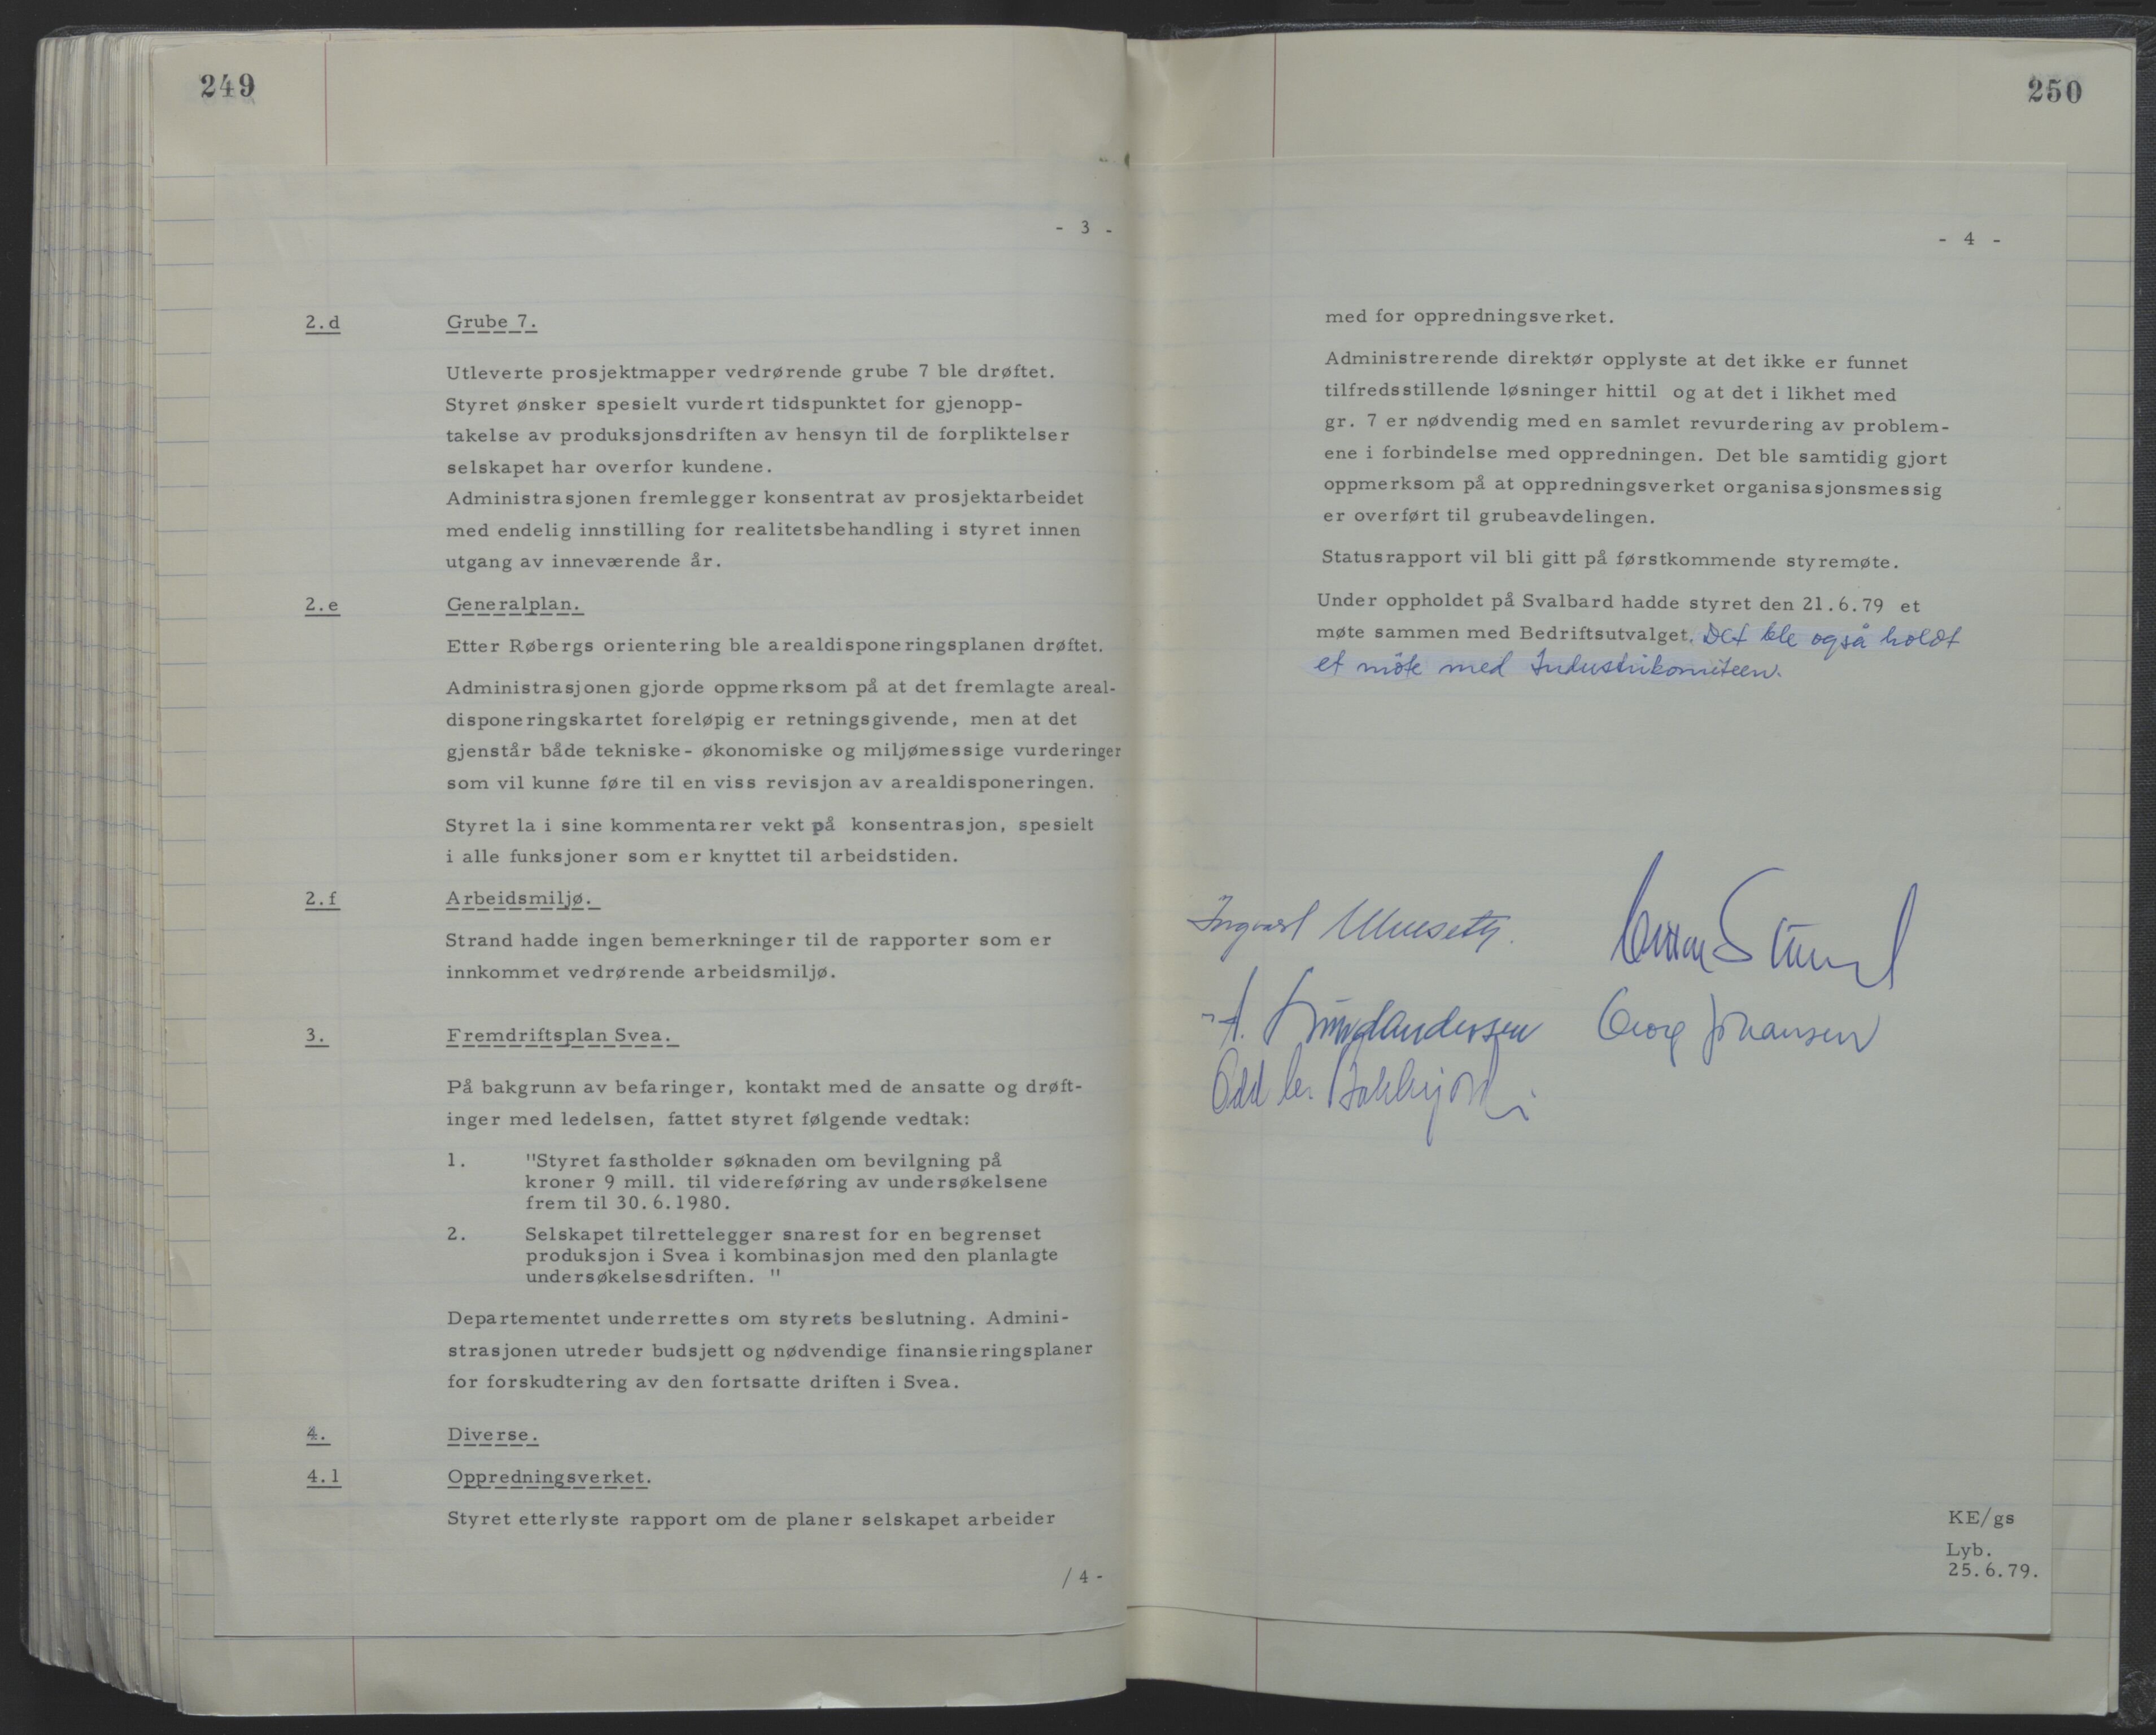 249
- 3 -
2.d Grube 7.
Utleverte prosjektmapper vedrørende grube 7 ble drøftet.
Styret ønsker spesielt vurdert tidspunktet for gjenopp-
takelse av produksjonsdriften av hensyn til de forpliktelser
selskapet har overfor kundene.
Administrasjonen fremlegger konsentrat av prosjektarbeidet
med endelig innstilling for realitetsbehandling i styret innen
utgang av inneværende år.
2.e Generalplan.
Etter Røbergs orientering ble arealdisponeringsplanen drøftet.
Administrasjonen gjorde oppmerksom på at det fremlagte areal-
disponeringskartet foreløpig er retningsgivende, men at det
gjenstår både tekniske- økonomiske og miljømessige vurderinger
som vil kunne føre til en viss revisjon av arealdisponeringen.
Styret la i sine kommentarer vekt på konsentrasjon, spesielt
i alle funksjoner som er knyttet til arbeidstiden.
2.f Arbeidsmiljø.
Strand hadde ingen bemerkninger til de rapporter som er
innkommet vedrørende arbeidsmiljø.
3. Fremdriftsplan Svea.
På bakgrunn av befaringer, kontakt med de ansatte og drøft-
inger med ledelsen, fattet styret følgende vedtak:
1. "Styret fastholder søknaden om bevilgning på
kroner 9 mill. til videreføring av undersøkelsene
frem til 30.6.1980.
2. Selskapet tilrettelegger snarest for en begrenset
produksjon i Svea i kombinasjon med den planlagte
undersøkelsesdriften. "
Departementet underrettes om styrets beslutning. Admini-
strasjonen utreder budsjett og nødvendige finansieringsplaner
for forskudtering av den fortsatte driften i Svea.
4. Diverse.
4.1 Oppredningsverket.
Styret etterlyste rapport om de planer selskapet arbeider
/ 4 -
250
- 4 -
med for oppredningsverket.
Administrerende direktør opplyste at det ikke er funnet
tilfredsstillende løsninger hittil og at det i likhet med
gr. 7 er nødvendig med en samlet revurdering av problem-
ene i forbindelse med oppredningen. Det ble samtidig gjort
oppmerksom på at oppredningsverket organisasjonsmessig
er overført til grubeavdelingen.
Statusrapport vil bli gitt på førstkommende styremøte.
Under oppholdet på Svalbard hadde styret den 21.6.79 et
møte sammen med Bedriftsutvalget. Det ble også holdt
et møte med Industrikomiteen.
Ingvart
Georg Johansen
Odd
KE/gs
Lyb.
25.6.79.